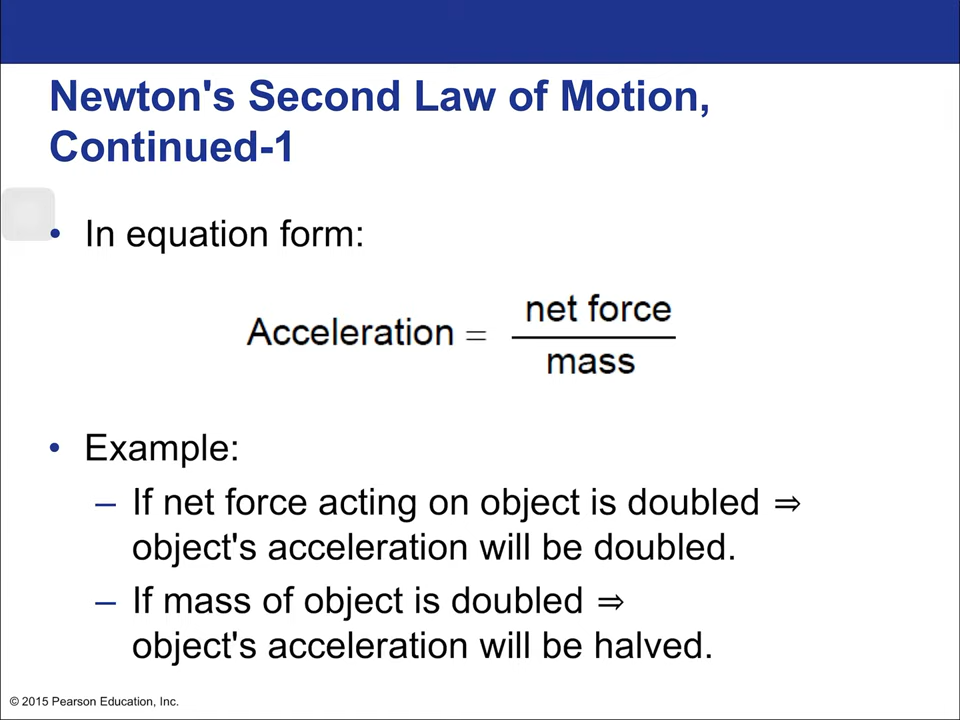 Newton's Second Law of Motion,
Continued-1
• In equation form:
Acceleration = net force
mass
• Example:
– If net force acting on object is doubled ⇒
object's acceleration will be doubled.
– If mass of object is doubled ⇒
object's acceleration will be halved.
© 2015 Pearson Education, Inc.